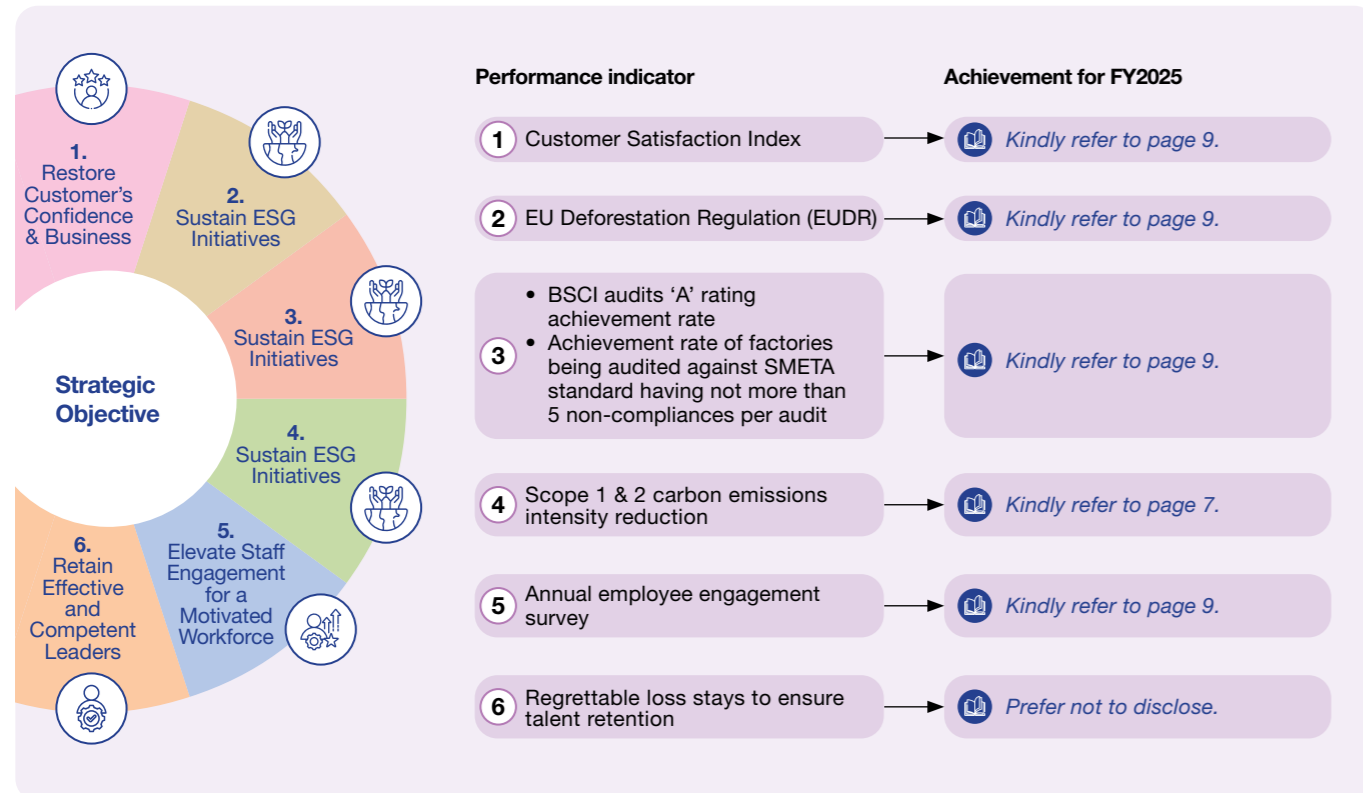 Performance indicator
Achievement for FY2025
1.
Restore
Customer's
Confidence
& Business
2.
Sustain ESG
Initiatives
3.
Sustain ESG
Initiatives
4.
Sustain ESG
Initiatives
5.
Elevate Staff
Engagement
for a
Motivated
Workforce
6.
Retain
Effective
and
Competent
Leaders
Strategic
Objective
1 Customer Satisfaction Index
Kindly refer to page 9.
2 EU Deforestation Regulation (EUDR)
Kindly refer to page 9.
3
• BSCI audits ‘A’ rating
achievement rate
• Achievement rate of factories
being audited against SMETA
standard having not more than
5 non-compliances per audit
Kindly refer to page 9.
4 Scope 1 & 2 carbon emissions
intensity reduction
Kindly refer to page 7.
5 Annual employee engagement
survey
Kindly refer to page 9.
6 Regrettable loss stays to ensure
talent retention
Prefer not to disclose.